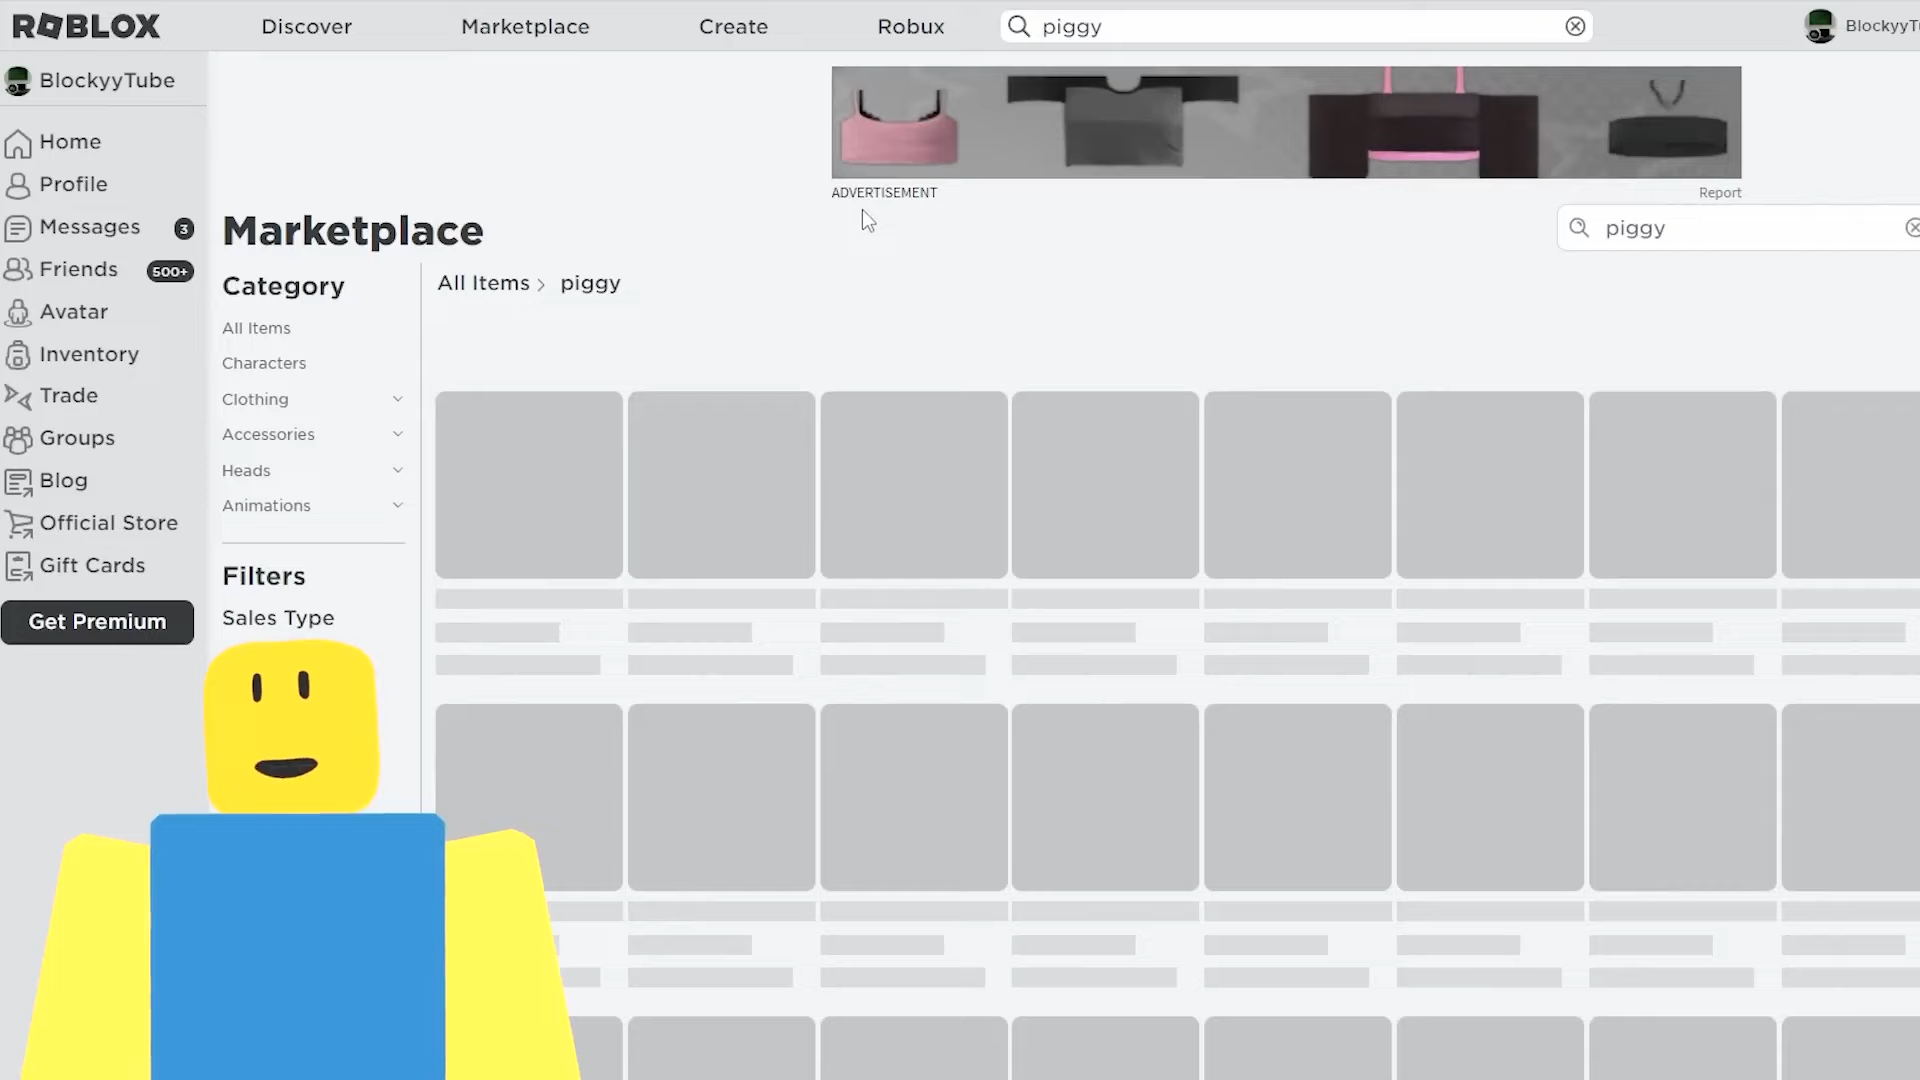 ROBLOX
Discover
Marketplace
Create
Robux
piggy
BlockyyTu
BlockyyTube
Home
Profile
Messages
3
Friends
500+
Avatar
Inventory
Trade
Groups
Blog
Official Store
Gift Cards
Get Premium
ADVERTISEMENT
Report
Marketplace
piggy
Category
All Items
Characters
Clothing
Accessories
Heads
Animations
Filters
Sales Type
All Items > piggy